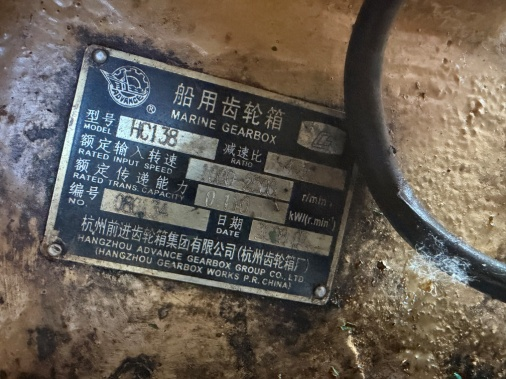 船用齿轮箱
MARINE GEARBOX
®
型号 HC138 减速比
MODEL RATIO
额定输入转速 r/min
RATED INPUT SPEED
额定传递能力 kW/(r.min⁻¹)
RATED TRANS. CAPACITY
编号 日期
NO. DATE
杭州前进齿轮箱集团有限公司(杭州齿轮箱厂)
HANGZHOU ADVANCE GEARBOX GROUP CO., LTD
(HANGZHOU GEARBOX WORKS P.R.CHINA)